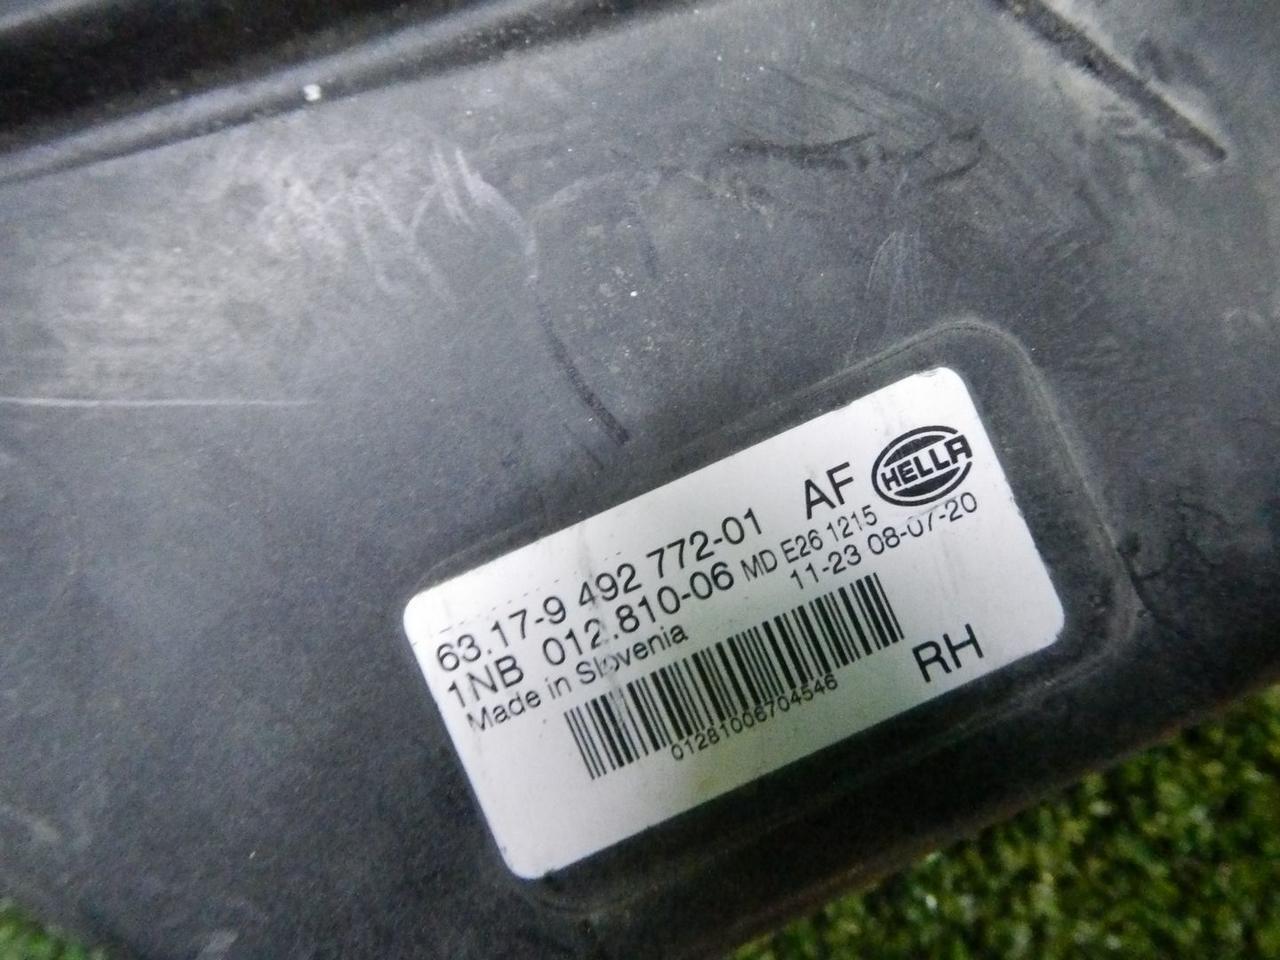 AF HELLA
63.17-9 492 772-01
1NB 012.810-06 MD E26 1215
Made in Slovenia 11-23 08-07-20
01281006704546
RH